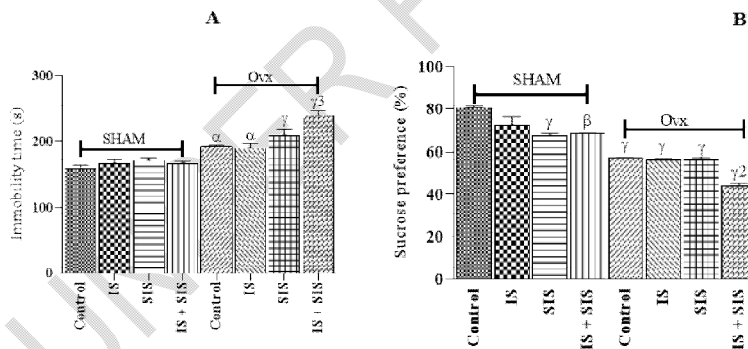 A
Immobility time (s)
300
200
100
0
SHAM
Ovx
α
α
γ
γ3
Control
IS
SIS
IS + SIS
Control
IS
SIS
IS + SIS
B
Sucrose preference (%)
100
80
60
40
20
0
SHAM
Ovx
γ
β
γ
γ
γ
γ2
Control
IS
SIS
IS + SIS
Control
IS
SIS
IS + SIS